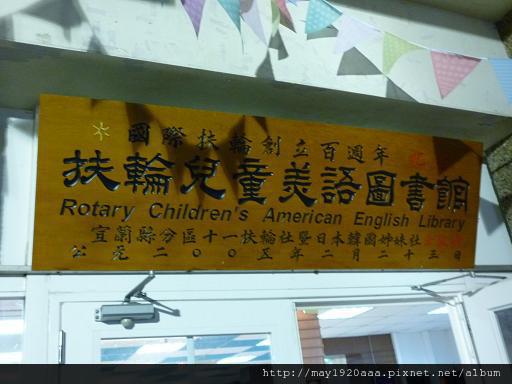 國際扶輪創立百週年
扶輪兒童美語圖書館
Rotary Children's American English Library
宜蘭縣分區十一扶輪社暨日本韓國姊妹社
公元二〇〇五年二月二十三日
http://may1920aaa.pixnet.net/album